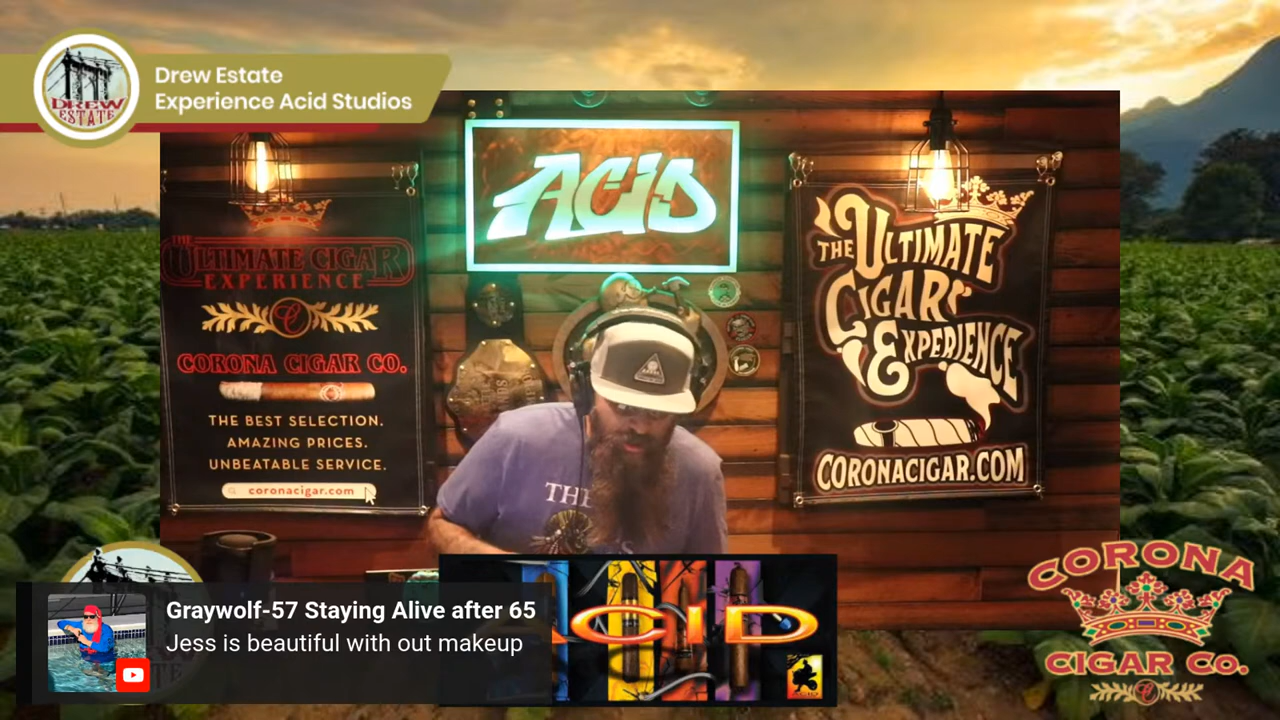 Drew Estate
Experience Acid Studios
DREW
ESTATE
ACID
THE
ULTIMATE CIGAR
EXPERIENCE
CORONA CIGAR CO.
THE BEST SELECTION.
AMAZING PRICES.
UNBEATABLE SERVICE.
coronacigar.com
THE ULTIMATE
CIGAR
EXPERIENCE
CORONACIGAR.COM
THE
Graywolf-57 Staying Alive after 65
Jess is beautiful with out makeup
CID
CORONA
CIGAR CO.